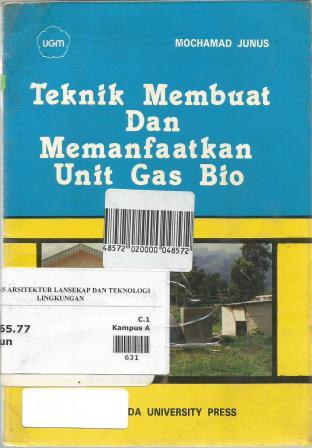 UGM
MOCHAMAD JUNUS
Teknik Membuat
Dan
Memanfaatkan
Unit Gas Bio
48572 020000 048572
S ARSITEKTUR LANSEKAP DAN TEKNOLOGI
LINGKUNGAN
C.1
65.77
Kampus A
un
631
DA UNIVERSITY PRESS